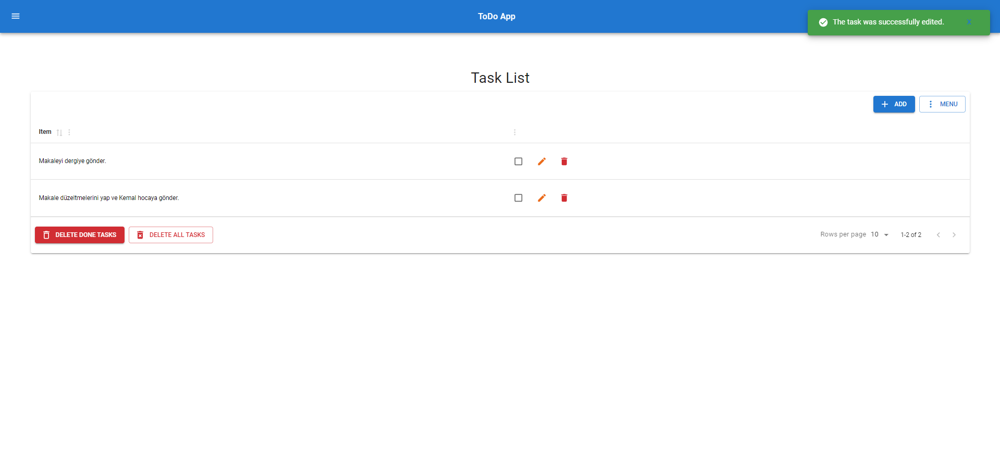 ToDo App
The task was successfully edited.
X
Task List
ADD
MENU
Item
Makaleyi dergiye gönder.
Makale düzeltmelerini yap ve Kemal hocaya gönder.
DELETE DONE TASKS
DELETE ALL TASKS
Rows per page 10
1-2 of 2